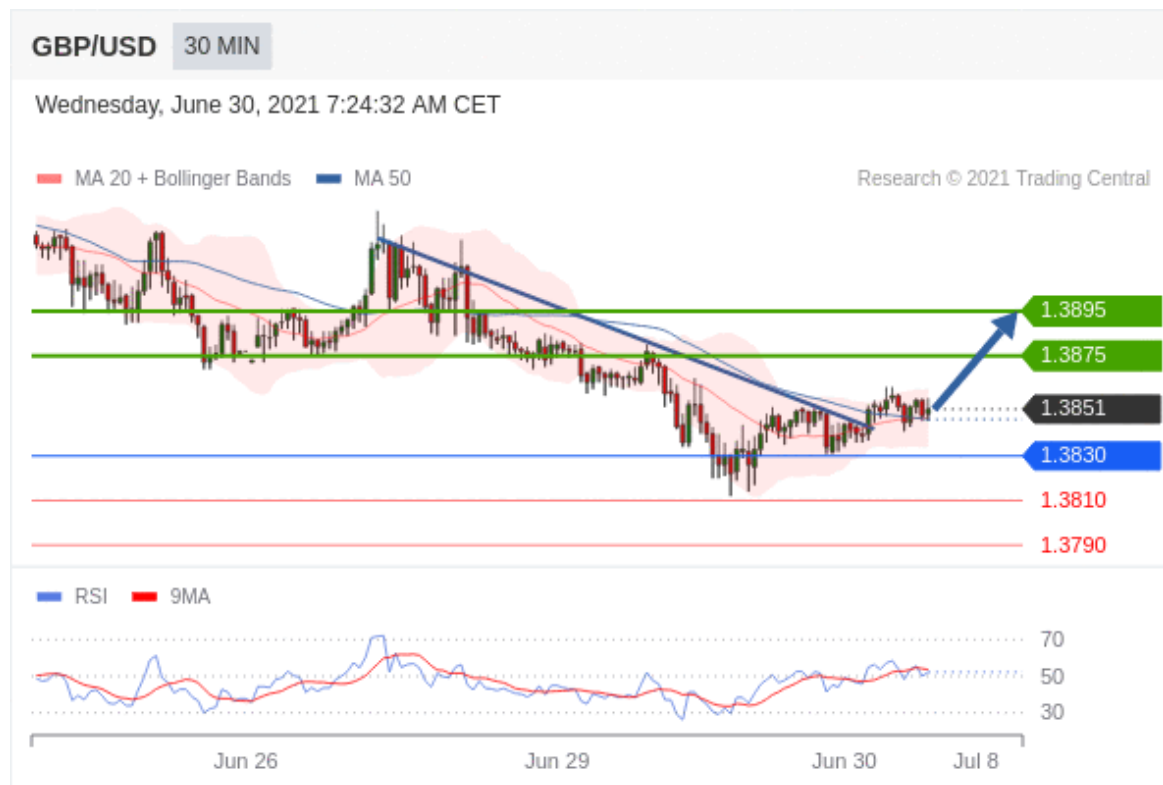 GBP/USD 30 MIN
Wednesday, June 30, 2021 7:24:32 AM CET
MA 20 + Bollinger Bands MA 50 Research © 2021 Trading Central
1.3895
1.3875
1.3851
1.3830
1.3810
1.3790
RSI 9MA
70
50
30
Jun 26 Jun 29 Jun 30 Jul 8